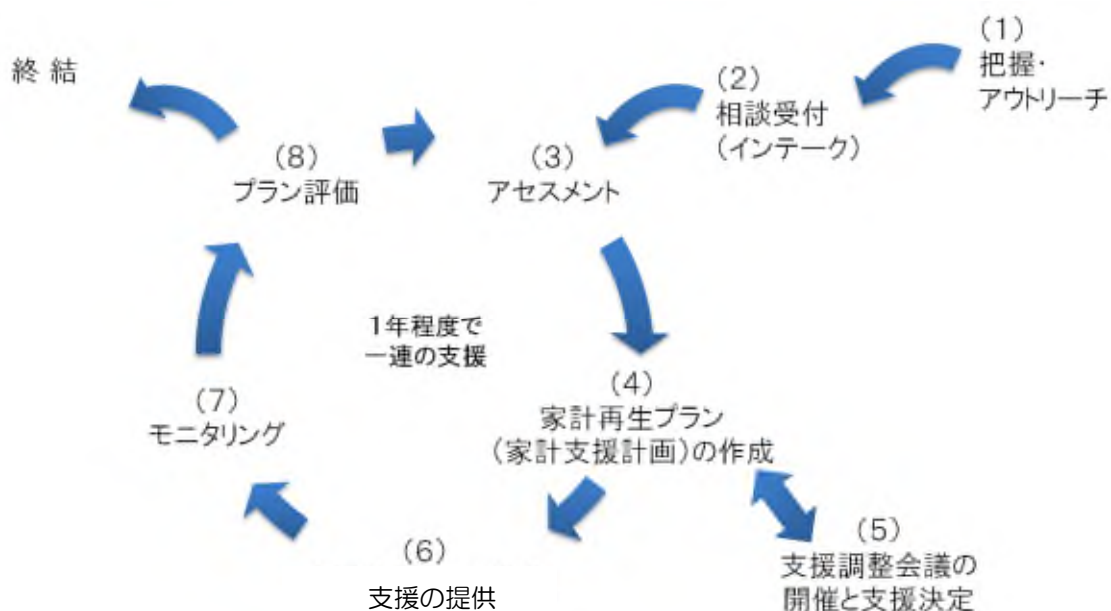 (1)
把握・
アウトリーチ
(2)
相談受付
(インテーク)
(3)
アセスメント
(4)
家計再生プラン
(家計支援計画)の作成
(5)
支援調整会議の
開催と支援決定
(6)
支援の提供
(7)
モニタリング
(8)
プラン評価
終 結
1年程度で
一連の支援